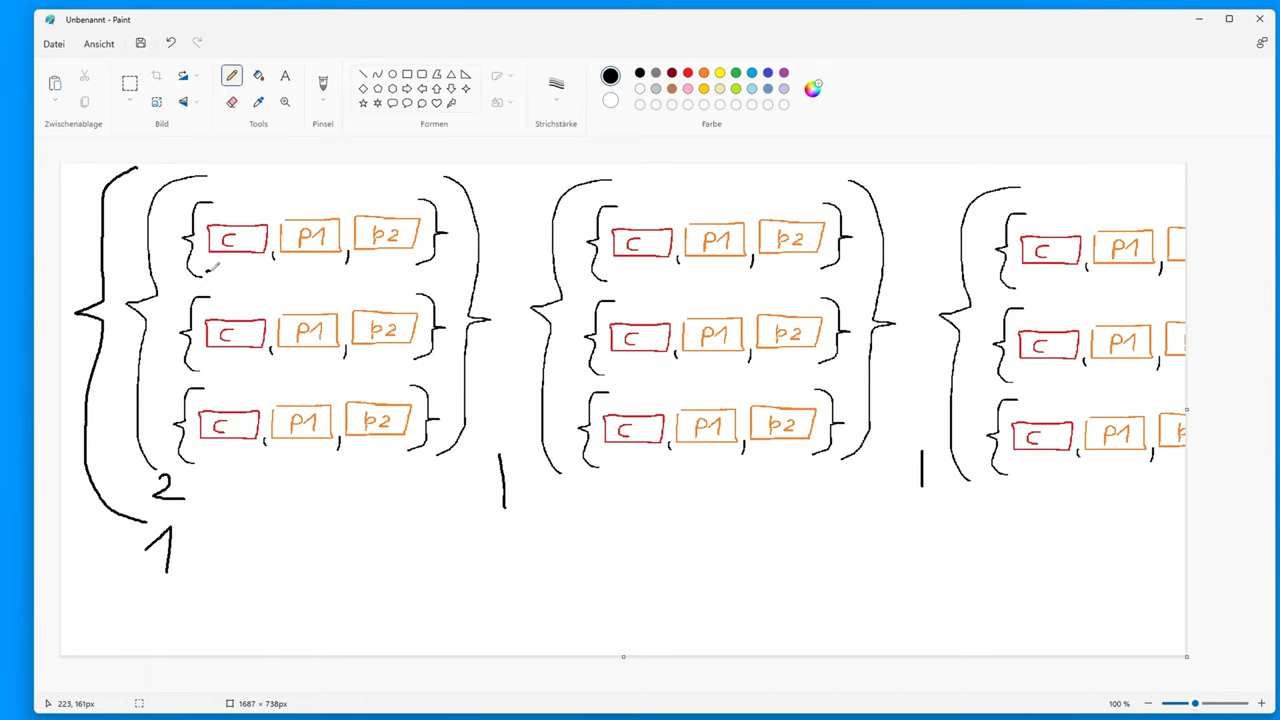 Unbenannt - Paint
Datei Ansicht
A
Zwischenablage Bild Tools Pinsel Formen Strichstärke Farbe
{ { { C , P1 , P2 } } { { C , P1 , P2 } } { { C , P1 ,
{ C , P1 , P2 } { C , P1 , P2 } { C , P1 ,
{ C , P1 , P2 } { C , P1 , P2 } { C , P1 , P
2 , ,
1
223, 161px 1687 × 738px 100 %